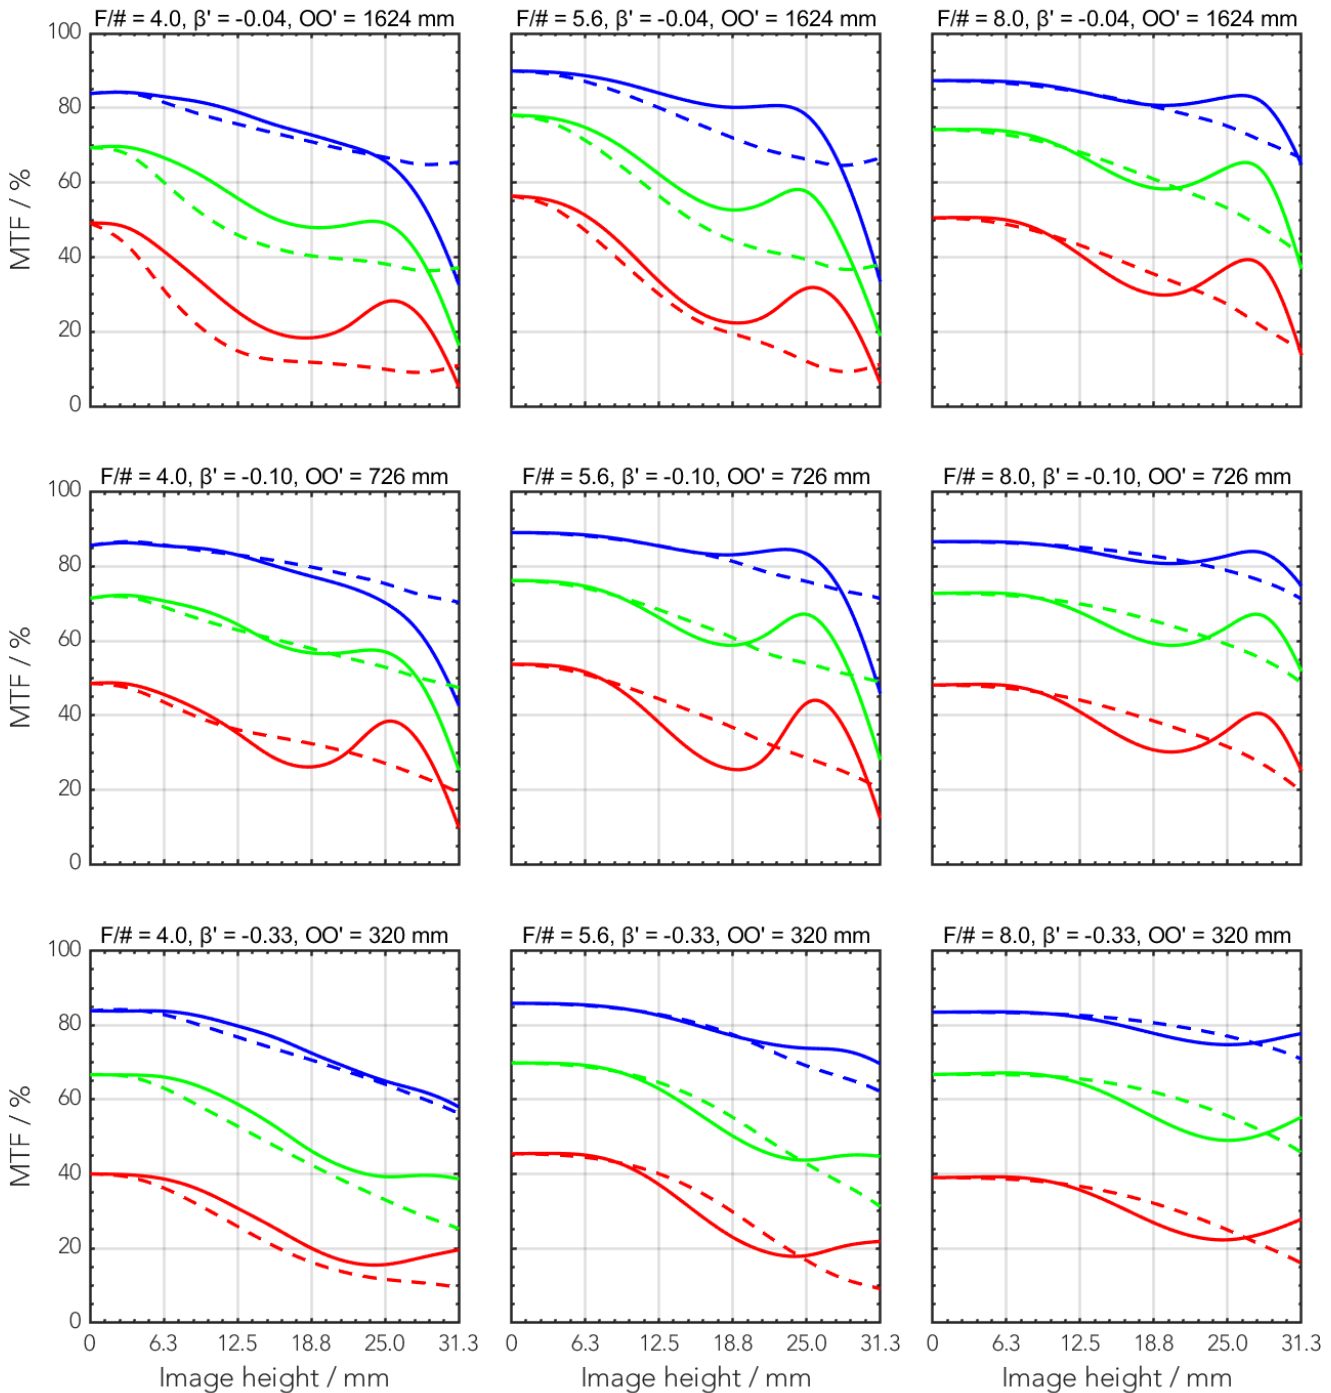 F/# = 4.0, β' = -0.04, OO' = 1624 mm
F/# = 5.6, β' = -0.04, OO' = 1624 mm
F/# = 8.0, β' = -0.04, OO' = 1624 mm
100
80
60
40
20
0
MTF / %
F/# = 4.0, β' = -0.10, OO' = 726 mm
F/# = 5.6, β' = -0.10, OO' = 726 mm
F/# = 8.0, β' = -0.10, OO' = 726 mm
100
80
60
40
20
0
MTF / %
F/# = 4.0, β' = -0.33, OO' = 320 mm
F/# = 5.6, β' = -0.33, OO' = 320 mm
F/# = 8.0, β' = -0.33, OO' = 320 mm
100
80
60
40
20
0
MTF / %
0 6.3 12.5 18.8 25.0 31.3
0 6.3 12.5 18.8 25.0 31.3
0 6.3 12.5 18.8 25.0 31.3
Image height / mm
Image height / mm
Image height / mm